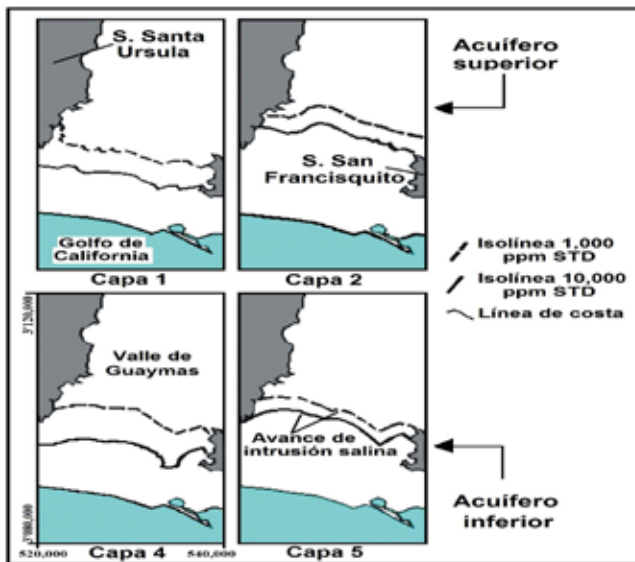 S. Santa
Ursula
Golfo de
California
Capa 1
S. San
Francisquito
Capa 2
Acuífero
superior
Isolínea 1,000
ppm STD
Isolínea 10,000
ppm STD
Línea de costa
3'120,000
Valle de
Guaymas
3'080,000
520,000
540,000
Capa 4
Avance de
intrusión salina
Capa 5
Acuífero
inferior